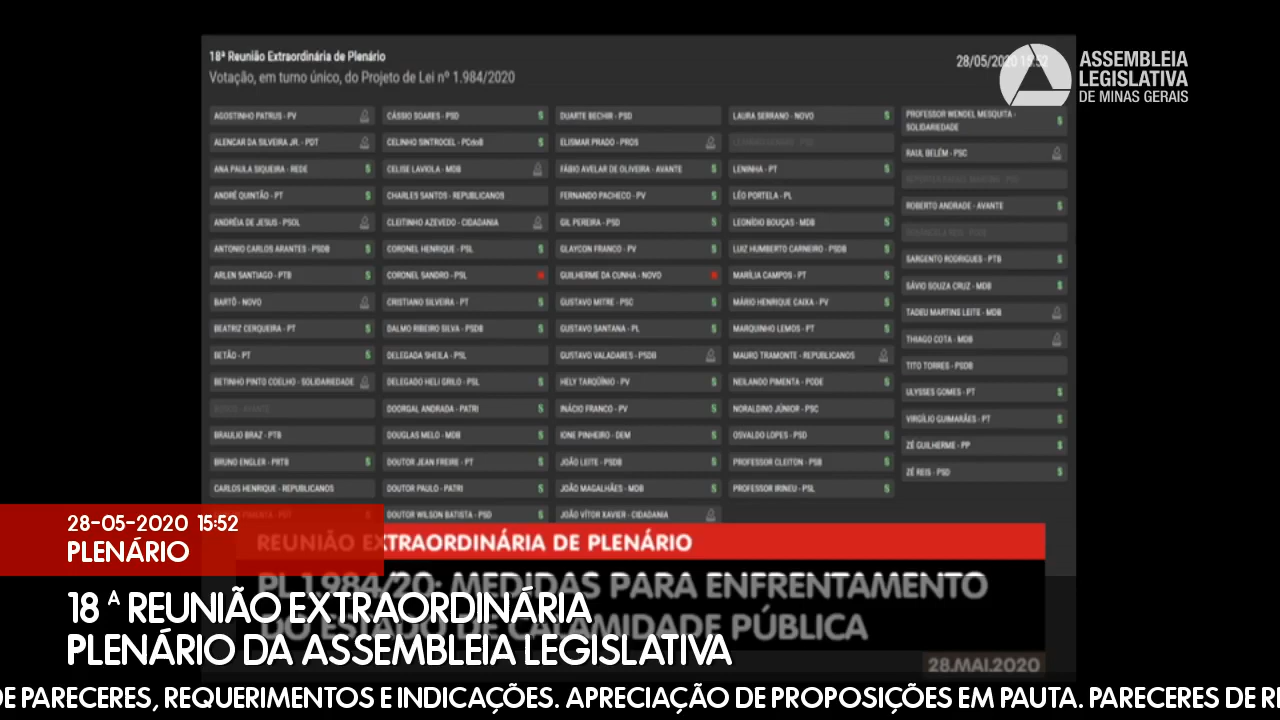 18ª Reunião Extraordinária de Plenário
Votação, em turno único, do Projeto de Lei nº 1.984/2020
28/05/2020 15:52
ASSEMBLEIA
LEGISLATIVA
DE MINAS GERAIS
AGOSTINHO PATRUS - PV
ALENCAR DA SILVEIRA JR. - PDT
ANA PAULA SIQUEIRA - REDE S
ANDRÉ QUINTÃO - PT S
ANDRÉIA DE JESUS - PSOL
ANTONIO CARLOS ARANTES - PSDB S
ARLEN SANTIAGO - PTB S
BARTÔ - NOVO
BEATRIZ CERQUEIRA - PT S
BETÃO - PT S
BETINHO PINTO COELHO - SOLIDARIEDADE
BRAULIO BRAZ - PTB
BRUNO ENGLER - PRTB S
CARLOS HENRIQUE - REPUBLICANOS
CÁSSIO SOARES - PSD S
CELINHO SINTROCEL - PCdoB S
CELISE LAVIOLA - MDB
CHARLES SANTOS - REPUBLICANOS
CLEITINHO AZEVEDO - CIDADANIA
CORONEL HENRIQUE - PSL S
CORONEL SANDRO - PSL
CRISTIANO SILVEIRA - PT S
DALMO RIBEIRO SILVA - PSDB S
DELEGADA SHEILA - PSL
DELEGADO HELI GRILO - PSL S
DOORGAL ANDRADA - PATRI S
DOUGLAS MELO - MDB S
DOUTOR JEAN FREIRE - PT S
DOUTOR PAULO - PATRI S
DOUTOR WILSON BATISTA - PSD S
DUARTE BECHIR - PSD
ELISMAR PRADO - PROS
FÁBIO AVELAR DE OLIVEIRA - AVANTE S
FERNANDO PACHECO - PV S
GIL PEREIRA - PSD S
GLAYCON FRANCO - PV S
GUILHERME DA CUNHA - NOVO
GUSTAVO MITRE - PSC S
GUSTAVO SANTANA - PL S
GUSTAVO VALADARES - PSDB
HELY TARQÜÍNIO - PV S
INÁCIO FRANCO - PV S
IONE PINHEIRO - DEM S
JOÃO LEITE - PSDB S
JOÃO MAGALHÃES - MDB S
JOÃO VÍTOR XAVIER - CIDADANIA
LAURA SERRANO - NOVO S
LENINHA - PT S
LÉO PORTELA - PL
LEONÍDIO BOUÇAS - MDB S
LUIZ HUMBERTO CARNEIRO - PSDB S
MARÍLIA CAMPOS - PT S
MÁRIO HENRIQUE CAIXA - PV S
MARQUINHO LEMOS - PT S
MAURO TRAMONTE - REPUBLICANOS
NEILANDO PIMENTA - PODE S
NORALDINO JÚNIOR - PSC
OSVALDO LOPES - PSD S
PROFESSOR CLEITON - PSB S
PROFESSOR IRINEU - PSL S
PROFESSOR WENDEL MESQUITA -
SOLIDARIEDADE S
RAUL BELÉM - PSC
ROBERTO ANDRADE - AVANTE S
SARGENTO RODRIGUES - PTB S
SÁVIO SOUZA CRUZ - MDB S
TADEU MARTINS LEITE - MDB
THIAGO COTA - MDB
TITO TORRES - PSDB
ULYSSES GOMES - PT S
VIRGÍLIO GUIMARÃES - PT S
ZÉ GUILHERME - PP S
ZÉ REIS - PSD S
28-05-2020 15:52
PLENÁRIO
REUNIÃO EXTRAORDINÁRIA DE PLENÁRIO
PL 1.984/20: MEDIDAS PARA ENFRENTAMENTO
DO ESTADO DE CALAMIDADE PÚBLICA
28.MAI.2020
18 ª REUNIÃO EXTRAORDINÁRIA
PLENÁRIO DA ASSEMBLEIA LEGISLATIVA
DE PARECERES, REQUERIMENTOS E INDICAÇÕES. APRECIAÇÃO DE PROPOSIÇÕES EM PAUTA. PARECERES DE R